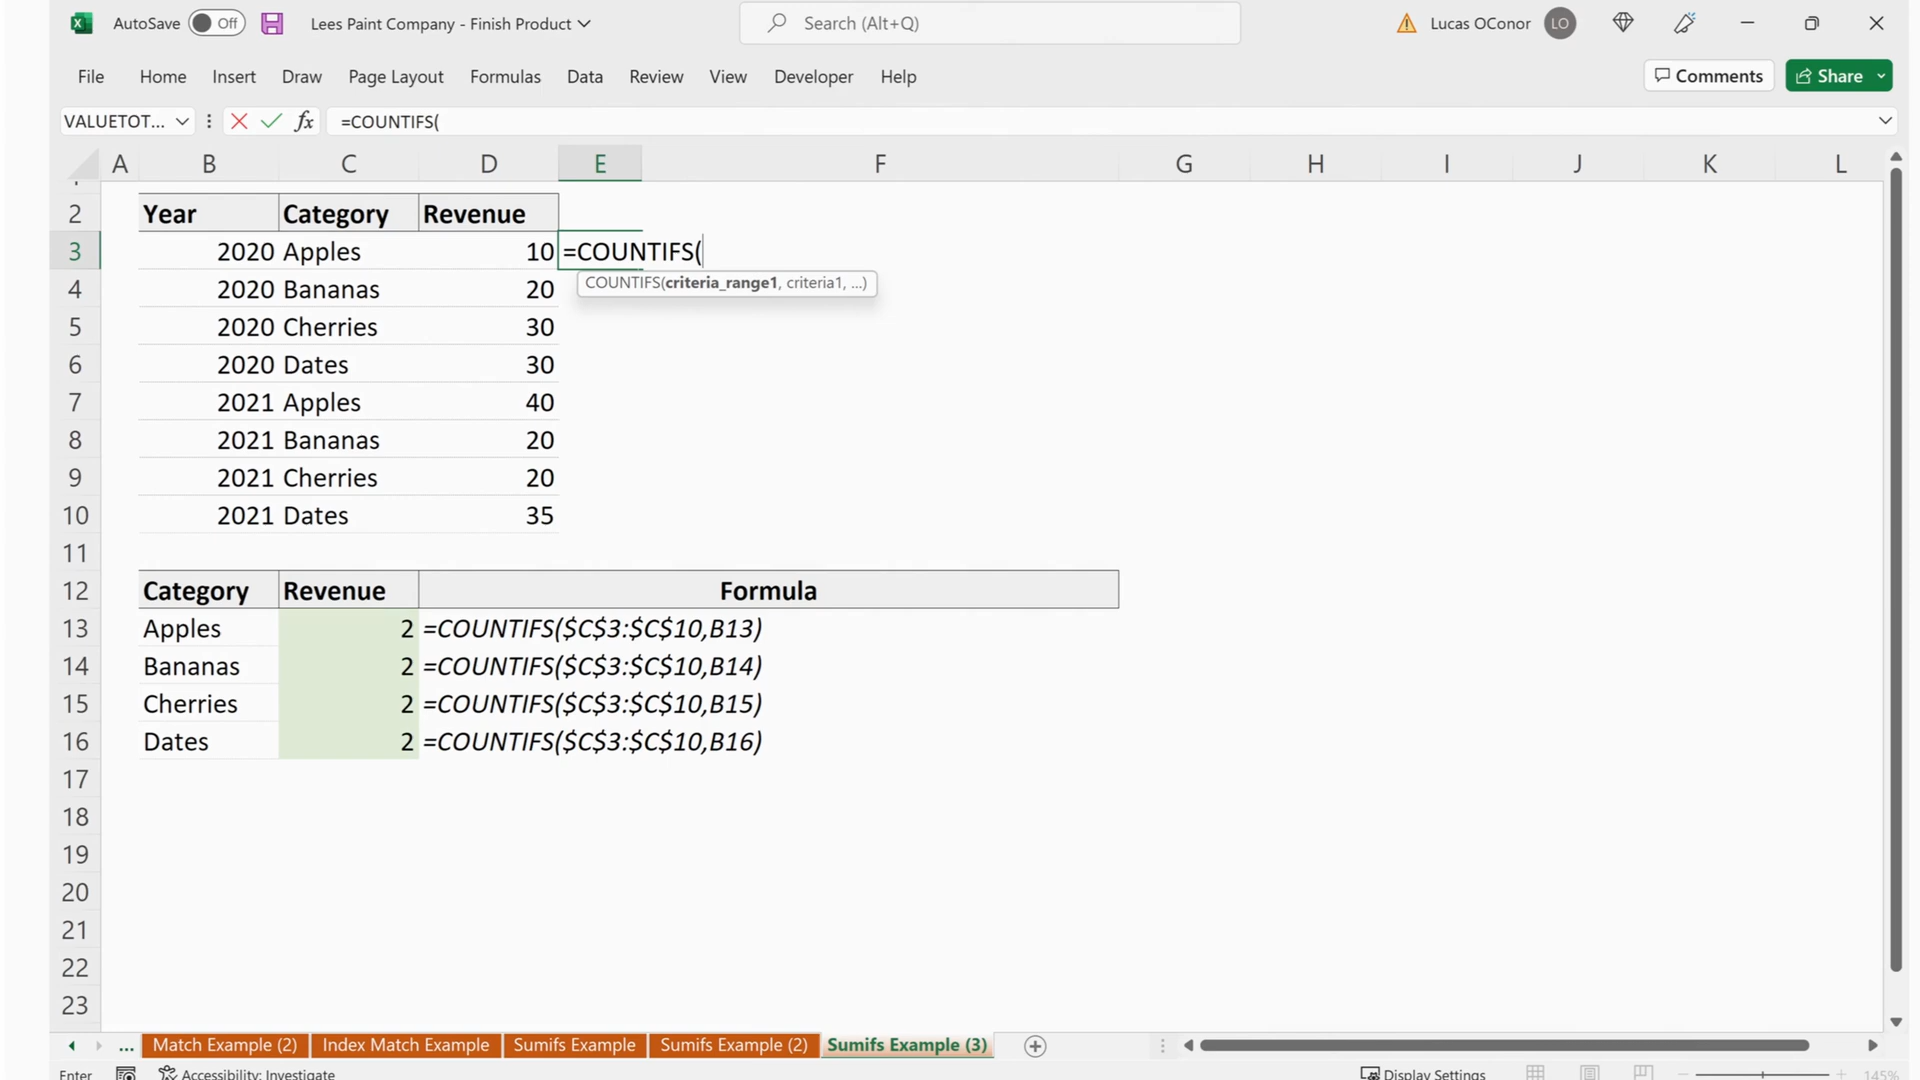 AutoSave Off Lees Paint Company - Finish Product Search (Alt+Q) Lucas OConor LO
File Home Insert Draw Page Layout Formulas Data Review View Developer Help Comments Share
VALUETOT... fx =COUNTIFS(
A B C D E F G H I J K L
2 Year Category Revenue
3 2020 Apples 10 =COUNTIFS(
COUNTIFS(criteria_range1, criteria1, ...)
4 2020 Bananas 20
5 2020 Cherries 30
6 2020 Dates 30
7 2021 Apples 40
8 2021 Bananas 20
9 2021 Cherries 20
10 2021 Dates 35
11
12 Category Revenue Formula
13 Apples 2 =COUNTIFS($C$3:$C$10,B13)
14 Bananas 2 =COUNTIFS($C$3:$C$10,B14)
15 Cherries 2 =COUNTIFS($C$3:$C$10,B15)
16 Dates 2 =COUNTIFS($C$3:$C$10,B16)
17
18
19
20
21
22
23
... Match Example (2) Index Match Example Sumifs Example Sumifs Example (2) Sumifs Example (3)
Enter Accessibility: Investigate Display Settings 145%